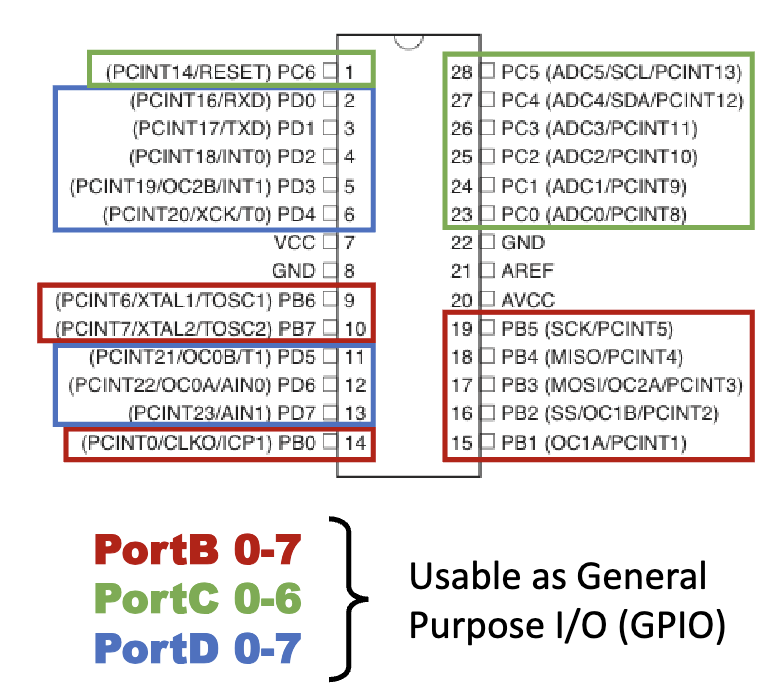 (PCINT14/RESET) PC6 1
(PCINT16/RXD) PD0 2
(PCINT17/TXD) PD1 3
(PCINT18/INT0) PD2 4
(PCINT19/OC2B/INT1) PD3 5
(PCINT20/XCK/T0) PD4 6
VCC 7
GND 8
(PCINT6/XTAL1/TOSC1) PB6 9
(PCINT7/XTAL2/TOSC2) PB7 10
(PCINT21/OC0B/T1) PD5 11
(PCINT22/OC0A/AIN0) PD6 12
(PCINT23/AIN1) PD7 13
(PCINT0/CLKO/ICP1) PB0 14
28 PC5 (ADC5/SCL/PCINT13)
27 PC4 (ADC4/SDA/PCINT12)
26 PC3 (ADC3/PCINT11)
25 PC2 (ADC2/PCINT10)
24 PC1 (ADC1/PCINT9)
23 PC0 (ADC0/PCINT8)
22 GND
21 AREF
20 AVCC
19 PB5 (SCK/PCINT5)
18 PB4 (MISO/PCINT4)
17 PB3 (MOSI/OC2A/PCINT3)
16 PB2 (SS/OC1B/PCINT2)
15 PB1 (OC1A/PCINT1)
PortB 0-7
PortC 0-6
PortD 0-7
Usable as General
Purpose I/O (GPIO)